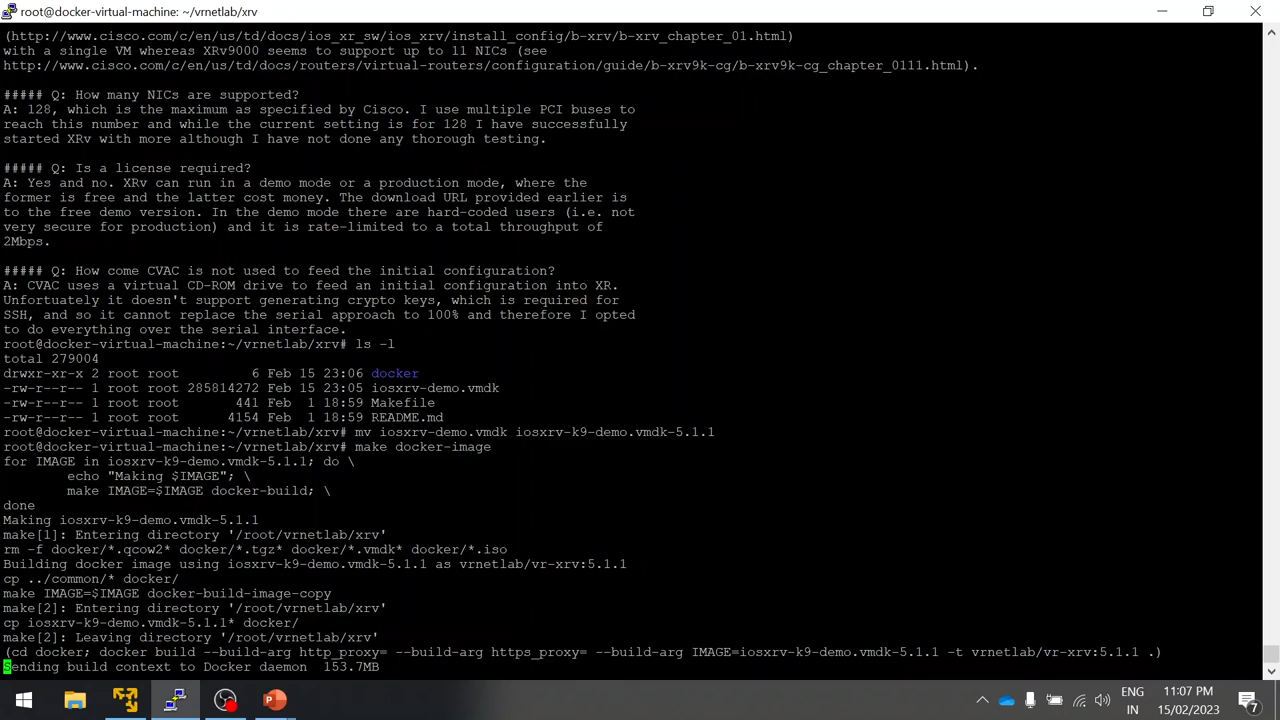 root@docker-virtual-machine: ~/vrnetlab/xrv
(http://www.cisco.com/c/en/us/td/docs/ios_xr_sw/ios_xrv/install_config/b-xrv/b-xrv_chapter_01.html)
with a single VM whereas XRv9000 seems to support up to 11 NICs (see
http://www.cisco.com/c/en/us/td/docs/routers/virtual-routers/configuration/guide/b-xrv9k-cg/b-xrv9k-cg_chapter_0111.html).
##### Q: How many NICs are supported?
A: 128, which is the maximum as specified by Cisco. I use multiple PCI buses to
reach this number and while the current setting is for 128 I have successfully
started XRv with more although I have not done any thorough testing.
##### Q: Is a license required?
A: Yes and no. XRv can run in a demo mode or a production mode, where the
former is free and the latter cost money. The download URL provided earlier is
to the free demo version. In the demo mode there are hard-coded users (i.e. not
very secure for production) and it is rate-limited to a total throughput of
2Mbps.
##### Q: How come CVAC is not used to feed the initial configuration?
A: CVAC uses a virtual CD-ROM drive to feed an initial configuration into XR.
Unfortuately it doesn't support generating crypto keys, which is required for
SSH, and so it cannot replace the serial approach to 100% and therefore I opted
to do everything over the serial interface.
root@docker-virtual-machine:~/vrnetlab/xrv# ls -l
total 279004
drwxr-xr-x 2 root root         6 Feb 15 23:06 docker
-rw-r--r-- 1 root root 285814272 Feb 15 23:05 iosxrv-demo.vmdk
-rw-r--r-- 1 root root       441 Feb  1 18:59 Makefile
-rw-r--r-- 1 root root      4154 Feb  1 18:59 README.md
root@docker-virtual-machine:~/vrnetlab/xrv# mv iosxrv-demo.vmdk iosxrv-k9-demo.vmdk-5.1.1
root@docker-virtual-machine:~/vrnetlab/xrv# make docker-image
for IMAGE in iosxrv-k9-demo.vmdk-5.1.1; do \
        echo "Making $IMAGE"; \
        make IMAGE=$IMAGE docker-build; \
done
Making iosxrv-k9-demo.vmdk-5.1.1
make[1]: Entering directory '/root/vrnetlab/xrv'
rm -f docker/*.qcow2* docker/*.tgz* docker/*.vmdk* docker/*.iso
Building docker image using iosxrv-k9-demo.vmdk-5.1.1 as vrnetlab/vr-xrv:5.1.1
cp ../common/* docker/
make IMAGE=$IMAGE docker-build-image-copy
make[2]: Entering directory '/root/vrnetlab/xrv'
cp iosxrv-k9-demo.vmdk-5.1.1* docker/
make[2]: Leaving directory '/root/vrnetlab/xrv'
(cd docker; docker build --build-arg http_proxy= --build-arg https_proxy= --build-arg IMAGE=iosxrv-k9-demo.vmdk-5.1.1 -t vrnetlab/vr-xrv:5.1.1 .)
Sending build context to Docker daemon  153.7MB
ENG
IN
11:07 PM
15/02/2023
7